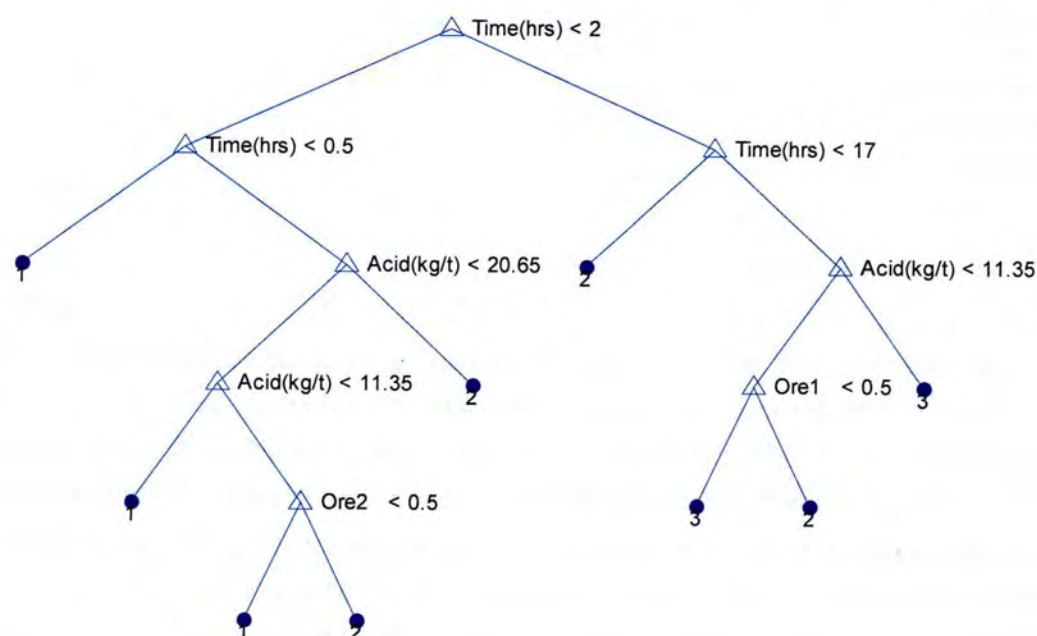 Time(hrs) < 2
Time(hrs) < 0.5
Time(hrs) < 17
1
Acid(kg/t) < 20.65
2
Acid(kg/t) < 11.35
Acid(kg/t) < 11.35
2
Ore1 < 0.5
3
1
Ore2 < 0.5
3
2
1
2